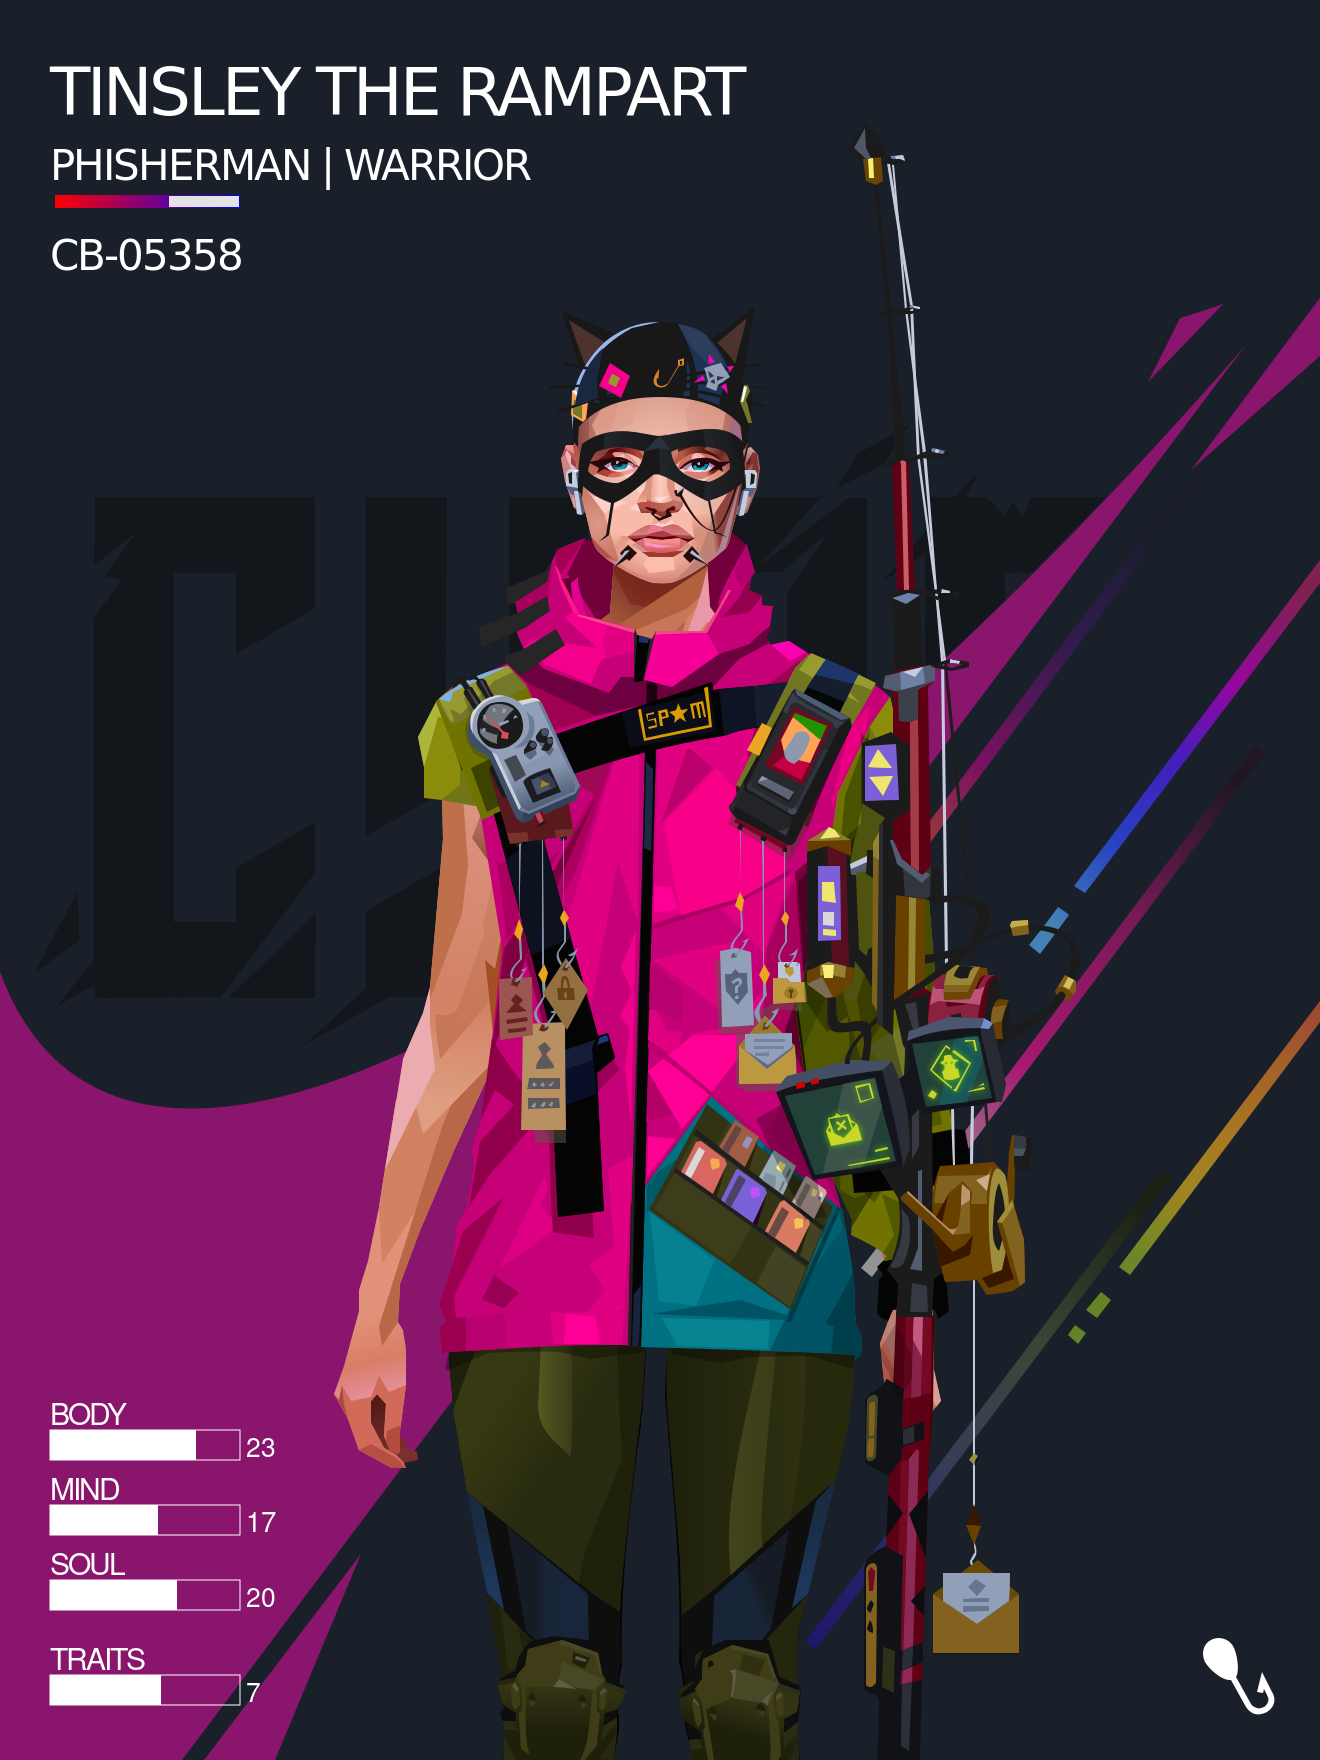 TINSLEY THE RAMPART
PHISHERMAN | WARRIOR
CB-05358
SP★M
?
BODY
23
MIND
17
SOUL
20
TRAITS
7